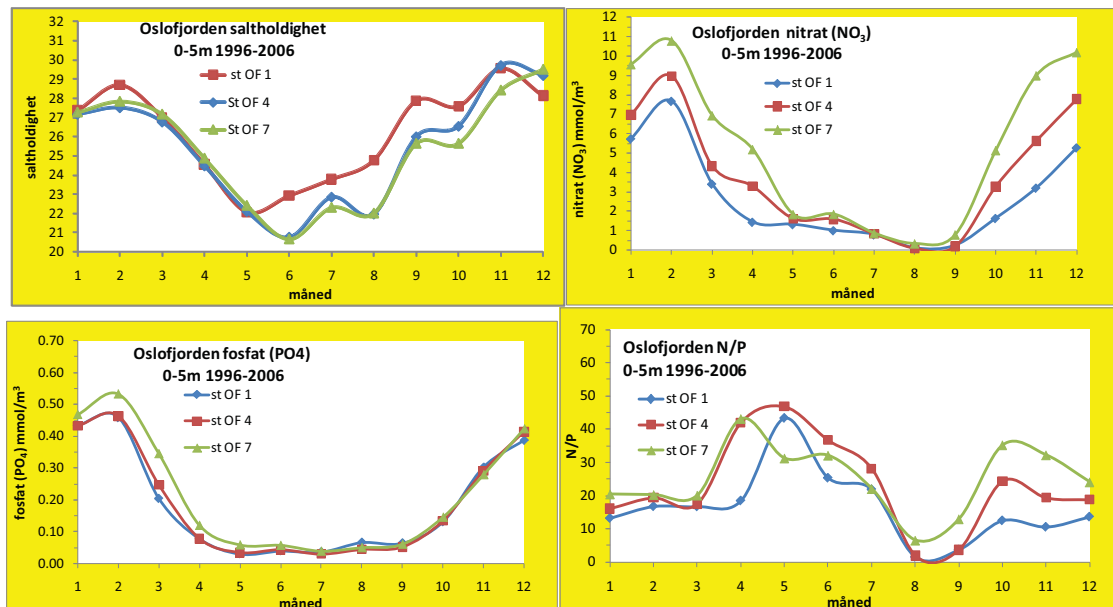 Oslofjorden saltholdighet
0-5m 1996-2006
st OF 1
St OF 4
St OF 7
saltholdighet
32
31
30
29
28
27
26
25
24
23
22
21
20
1 2 3 4 5 6 7 8 9 10 11 12
måned
Oslofjorden nitrat (NO3)
0-5m 1996-2006
st OF 1
st OF 4
st OF 7
nitrat (NO3) mmol/m3
12
11
10
9
8
7
6
5
4
3
2
1
0
1 2 3 4 5 6 7 8 9 10 11 12
måned
Oslofjorden fosfat (PO4)
0-5m 1996-2006
st OF 1
st OF 4
st OF 7
fosfat (PO4) mmol/m3
0.70
0.60
0.50
0.40
0.30
0.20
0.10
0.00
1 2 3 4 5 6 7 8 9 10 11 12
måned
Oslofjorden N/P
0-5m 1996-2006
st OF 1
st OF 4
st OF 7
N/P
70
60
50
40
30
20
10
0
1 2 3 4 5 6 7 8 9 10 11 12
måned